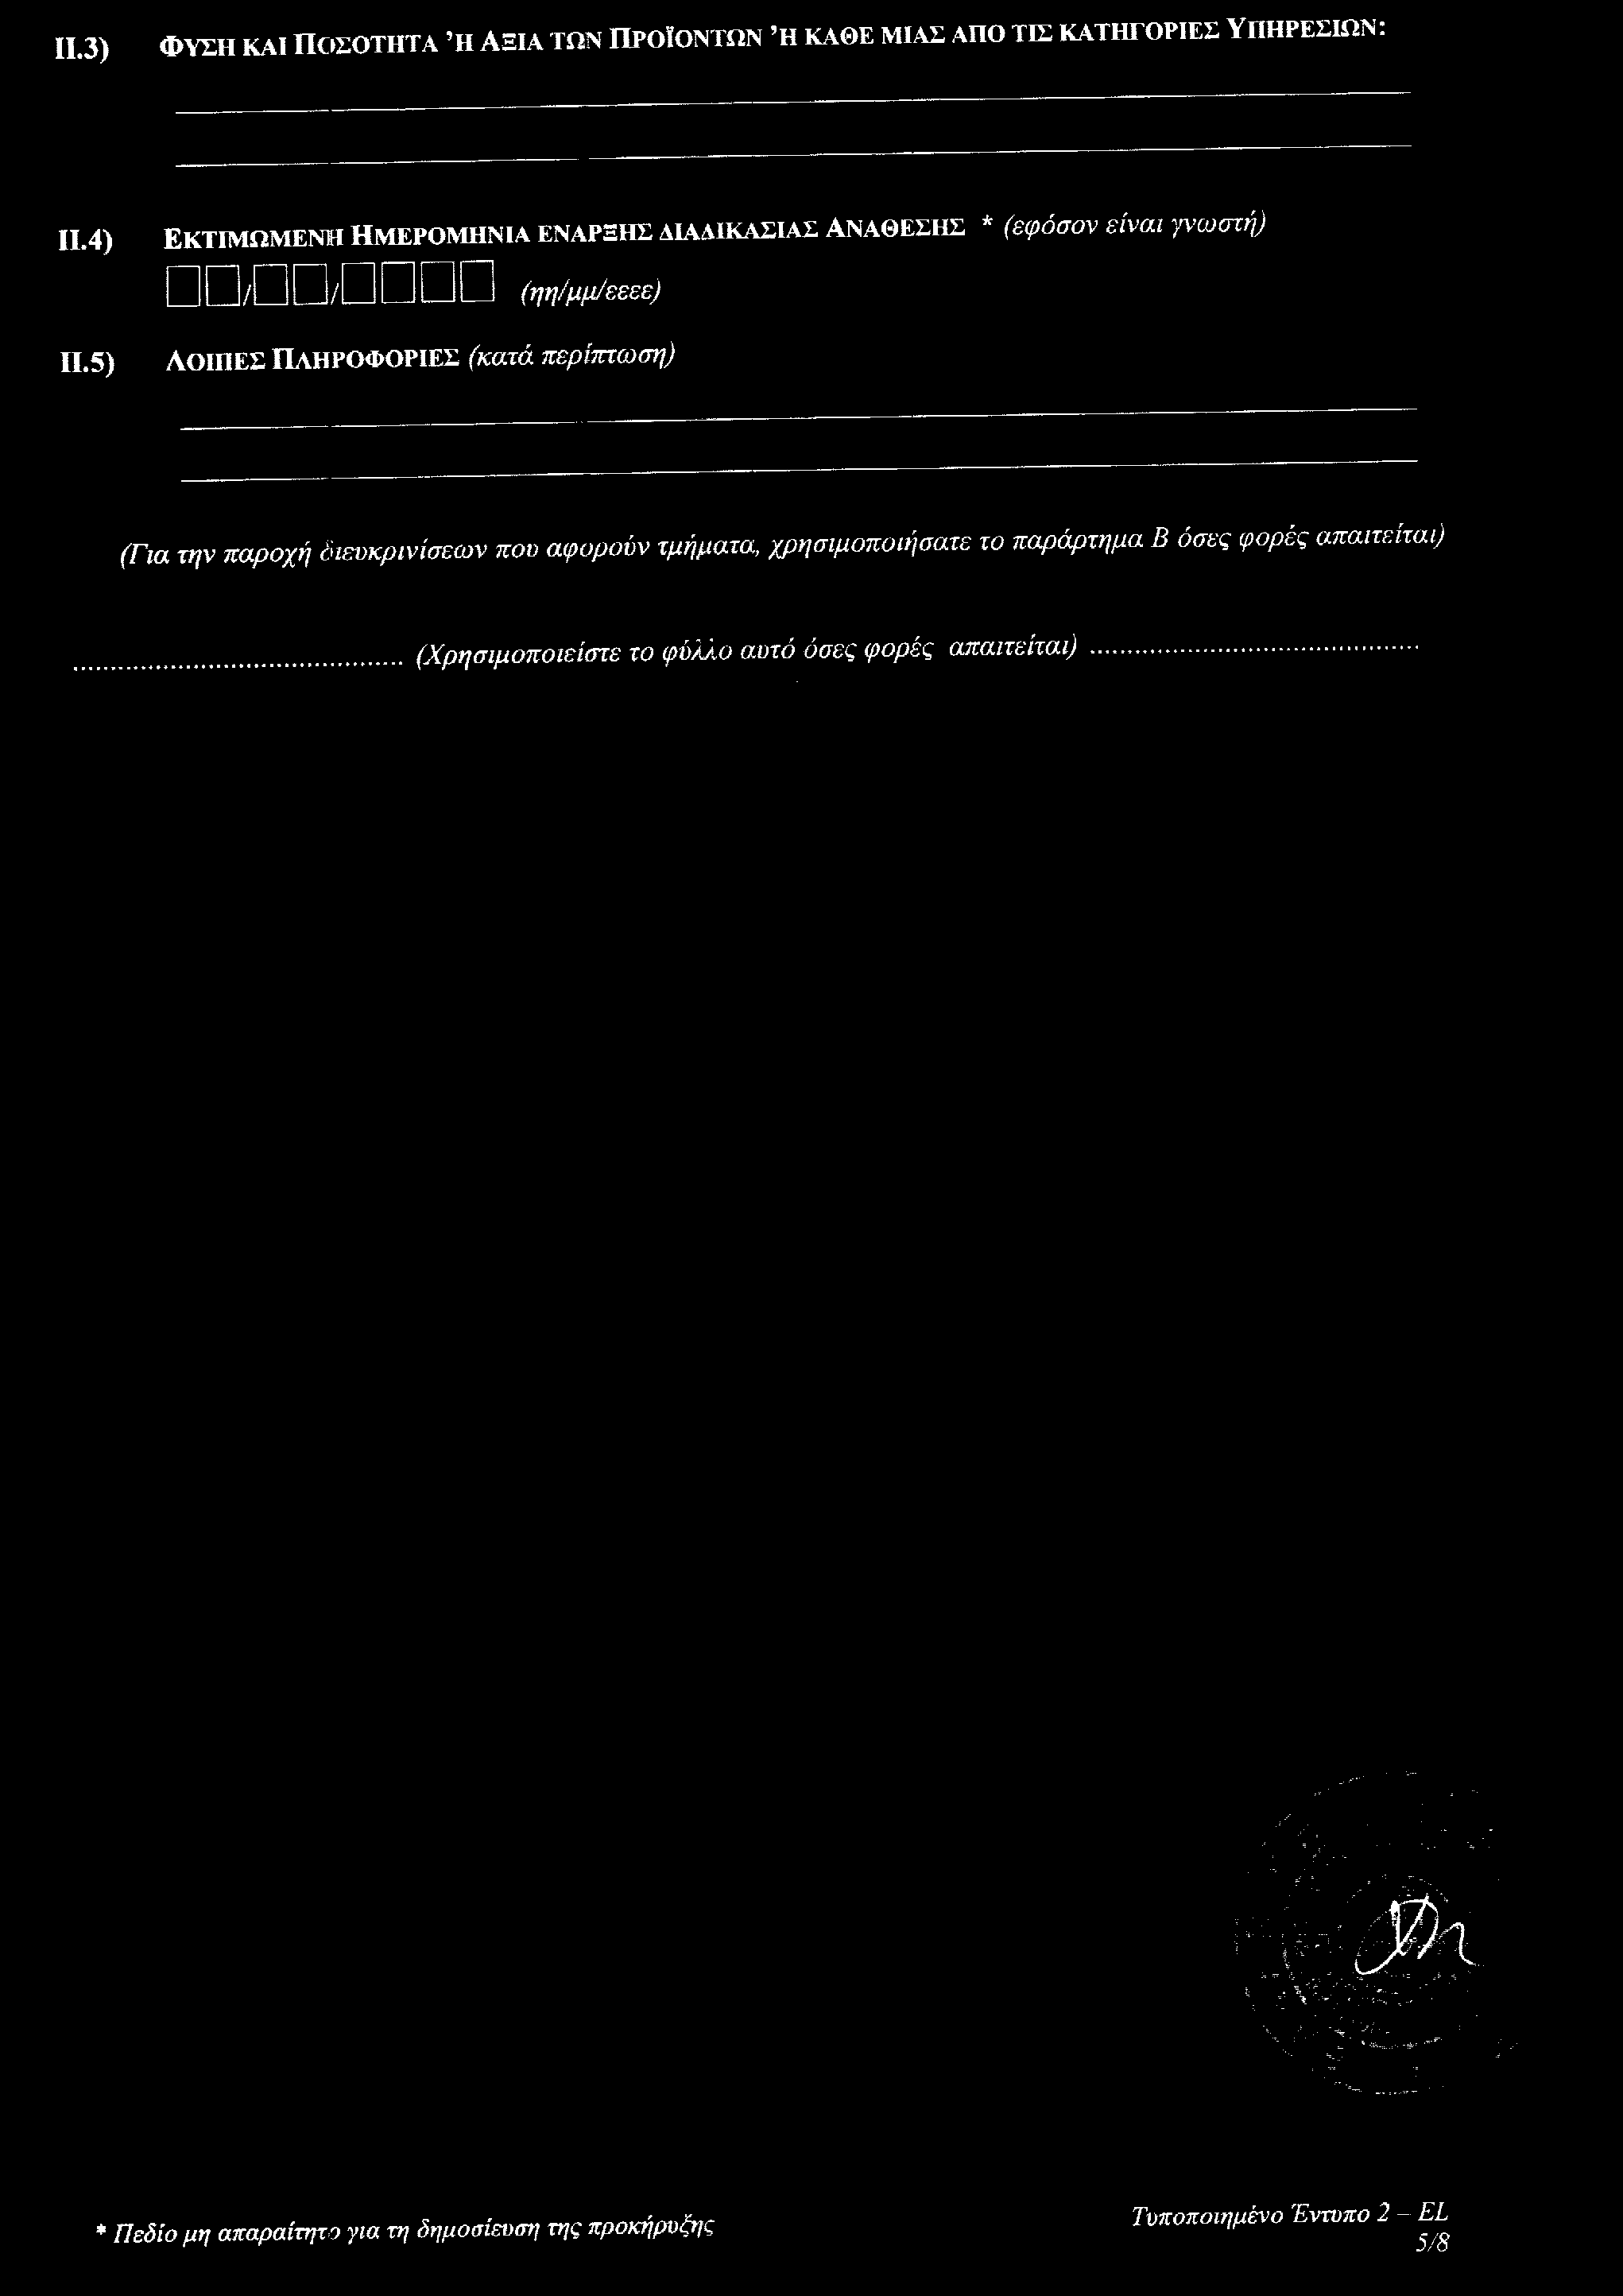 II.3) ΦΥΣΗ ΚΑΙ ΠΟΣΟΤΗΤΑ ’Η ΑΞΙΑ ΤΩΝ ΠΡΟΪΟΝΤΩΝ ’Η ΚΑΘΕ ΜΙΑΣ ΑΠΟ ΤΙΣ ΚΑΤΗΓΟΡΙΕΣ ΥΠΗΡΕΣΙΩΝ:
II.4) ΕΚΤΙΜΩΜΕΝΗ ΗΜΕΡΟΜΗΝΙΑ ΕΝΑΡΞΗΣ ΔΙΑΔΙΚΑΣΙΑΣ ΑΝΑΘΕΣΗΣ * (εφόσον είναι γνωστή)
□□/□□/□□□□ (ηη/μμ/εεεε)
II.5) ΛΟΙΠΕΣ ΠΛΗΡΟΦΟΡΙΕΣ (κατά περίπτωση)
(Για την παροχή διευκρινίσεων που αφορούν τμήματα, χρησιμοποιήσατε το παράρτημα Β όσες φορές απαιτείται)
.......................................... (Χρησιμοποιείστε το φύλλο αυτό όσες φορές απαιτείται) ..........................................
* Πεδίο μη απαραίτητο για τη δημοσίευση της προκήρυξης
Τυποποιημένο Έντυπο 2 – EL
5/8